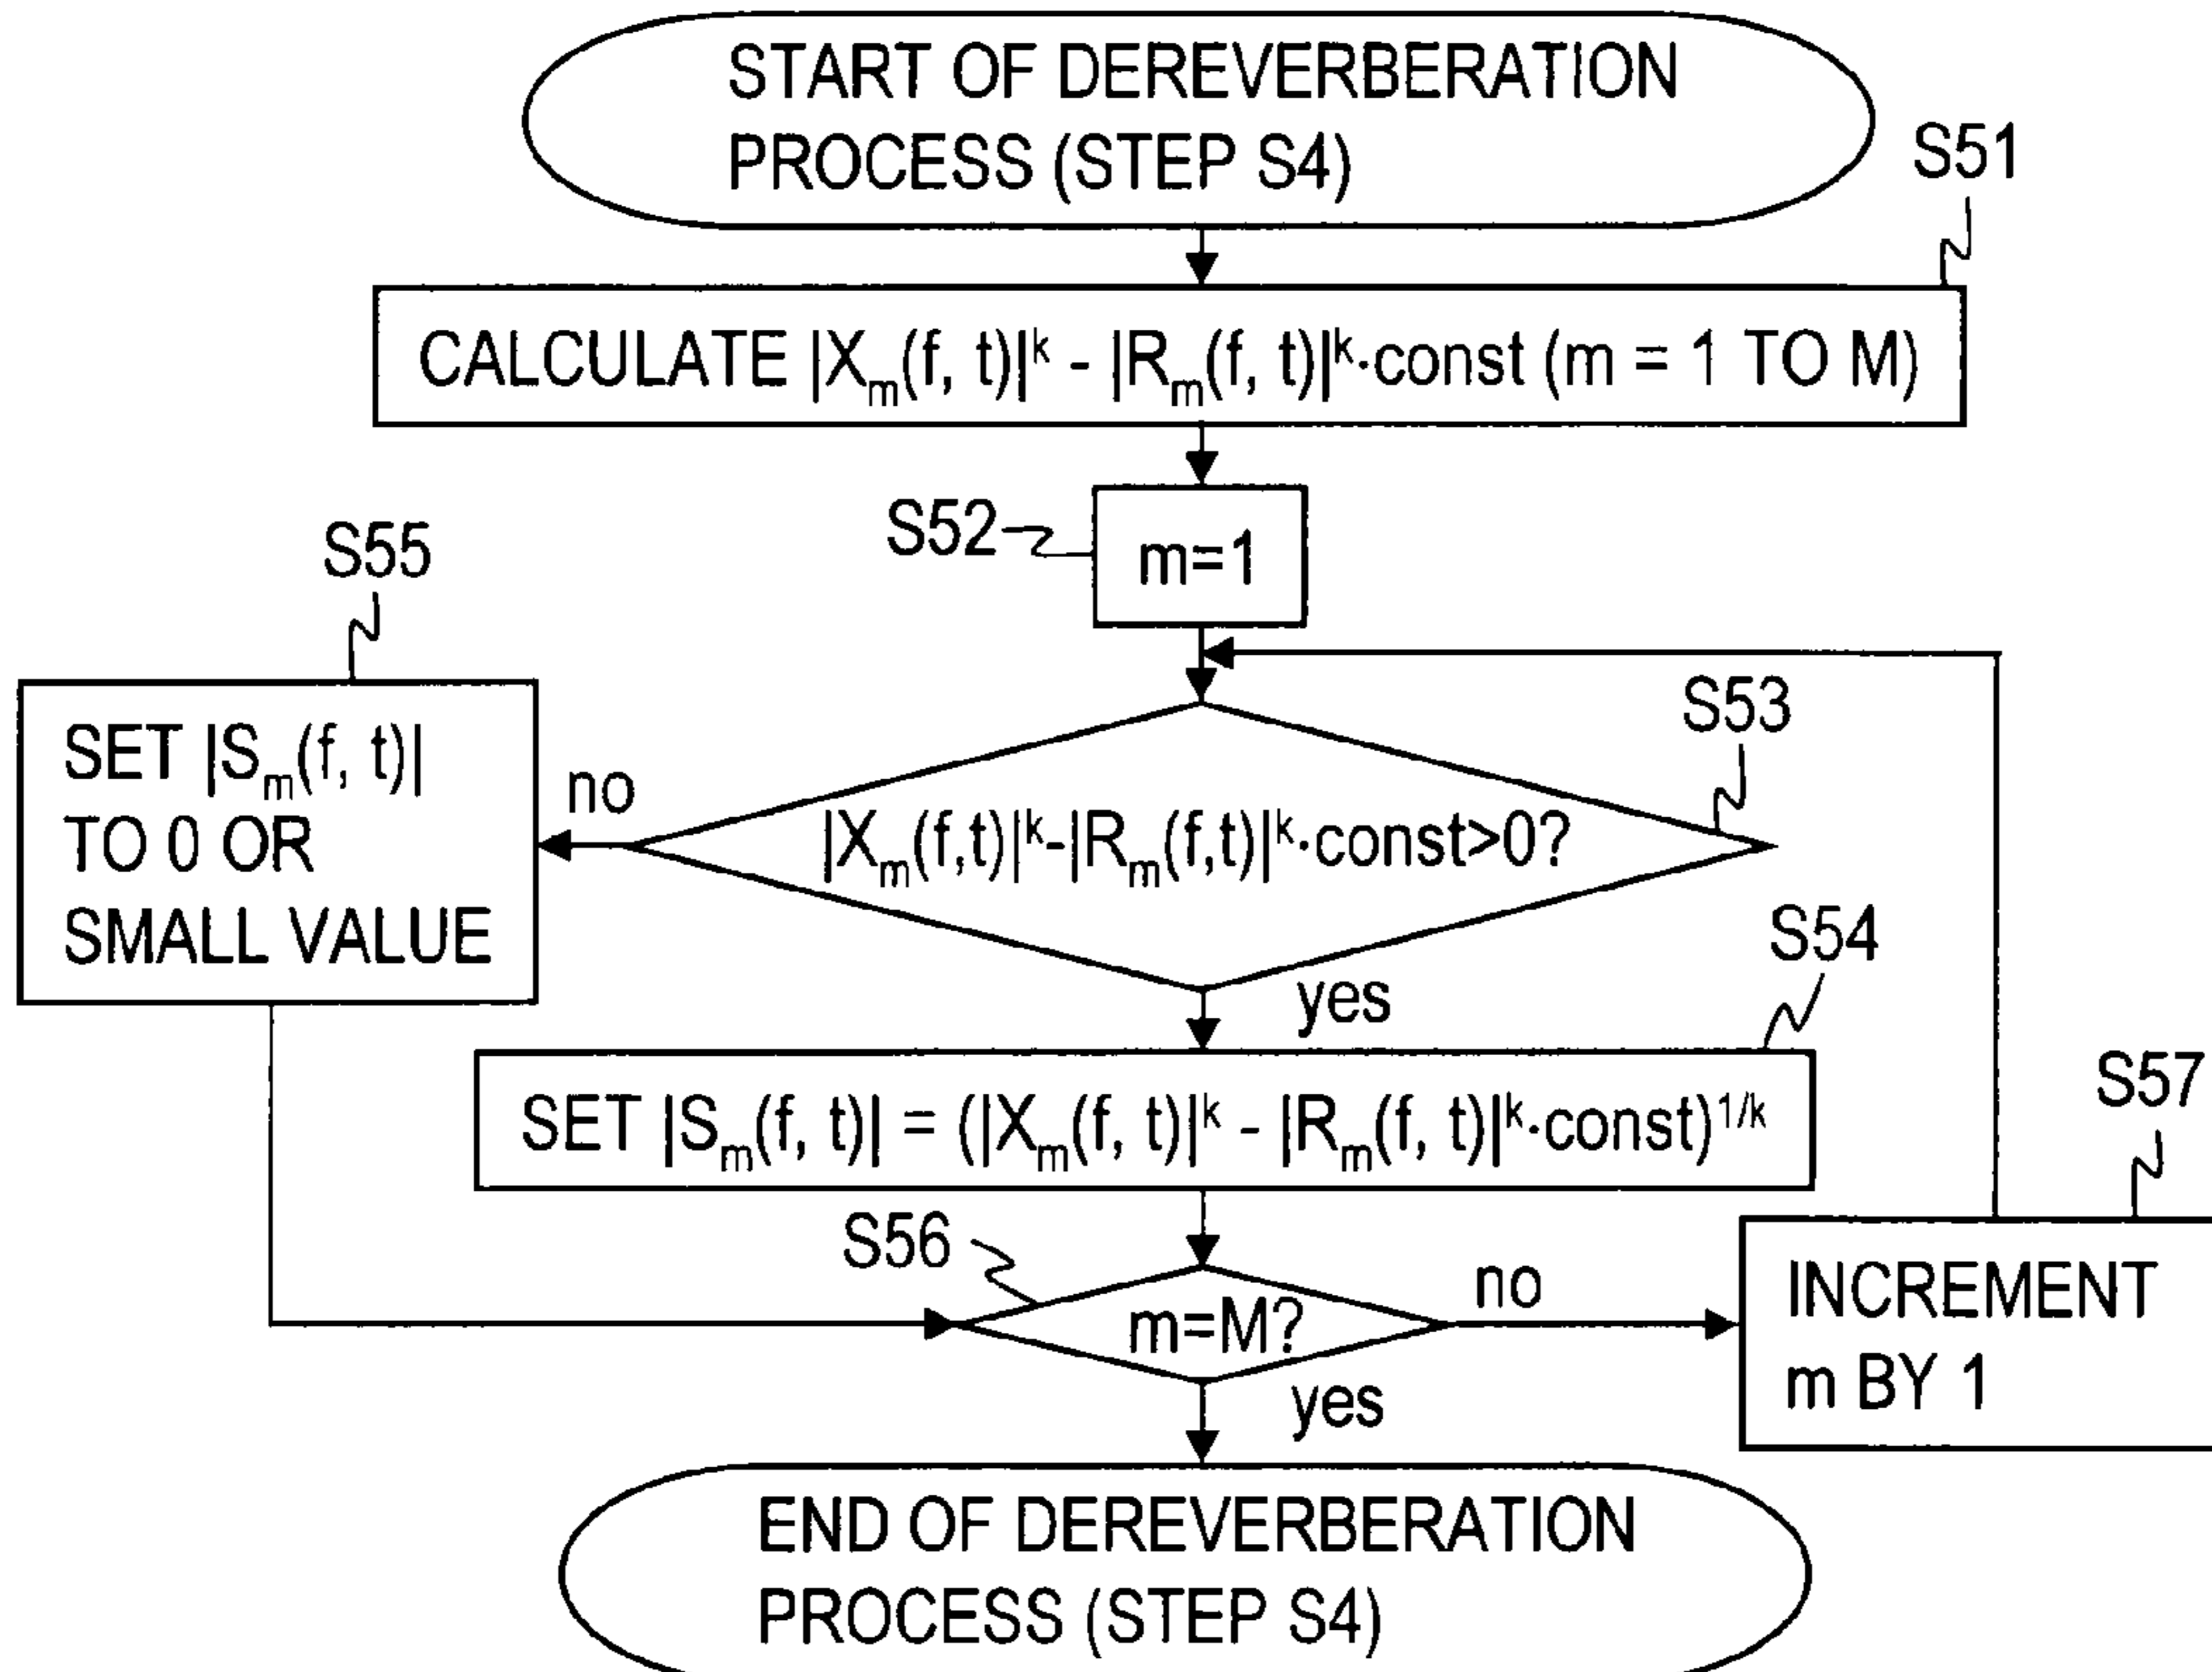 START OF DEREVERBERATION
PROCESS (STEP S4)
S51
CALCULATE |Xₘ(f, t)|ᵏ - |Rₘ(f, t)|ᵏ·const (m = 1 TO M)
S52
m=1
S55
SET |Sₘ(f, t)|
TO 0 OR
SMALL VALUE
no
S53
|Xₘ(f,t)|ᵏ-|Rₘ(f,t)|ᵏ·const>0?
yes
S54
SET |Sₘ(f, t)| = (|Xₘ(f, t)|ᵏ - |Rₘ(f, t)|ᵏ·const)¹/ᵏ
S56
m=M?
no
S57
INCREMENT
m BY 1
yes
END OF DEREVERBERATION
PROCESS (STEP S4)